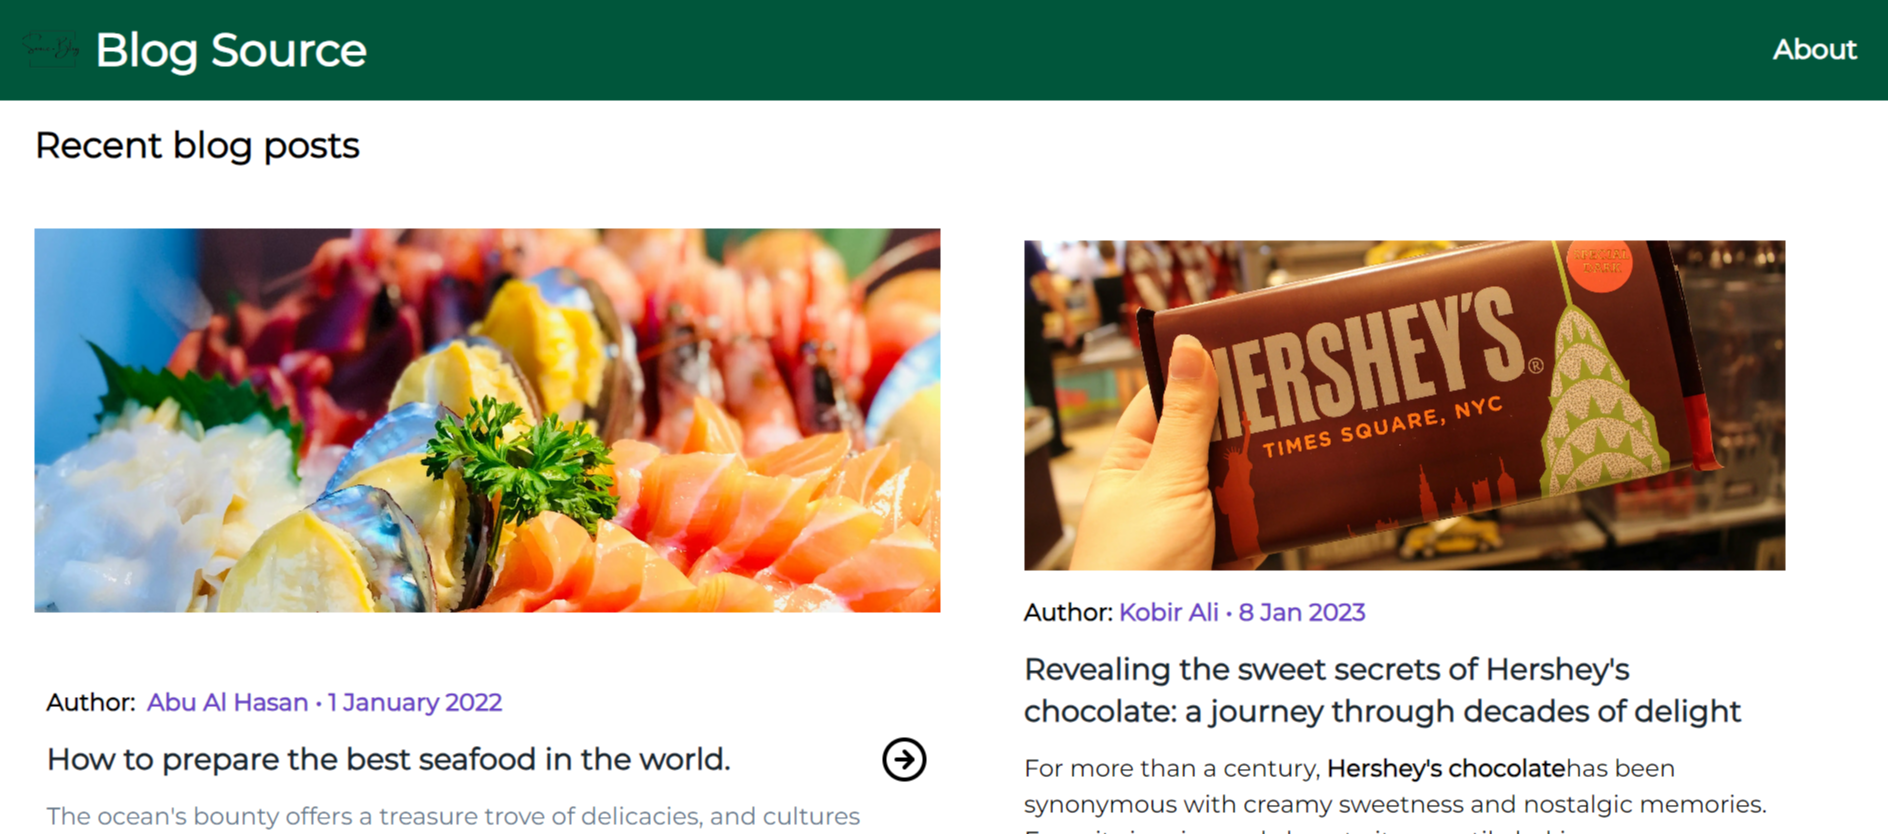 Blog Source
About
Recent blog posts
Author: Abu Al Hasan • 1 January 2022
How to prepare the best seafood in the world.
The ocean's bounty offers a treasure trove of delicacies, and cultures
SPECIAL
DARK
HERSHEY'S®
TIMES SQUARE, NYC
Author: Kobir Ali • 8 Jan 2023
Revealing the sweet secrets of Hershey's
chocolate: a journey through decades of delight
For more than a century, Hershey's chocolatehas been
synonymous with creamy sweetness and nostalgic memories.